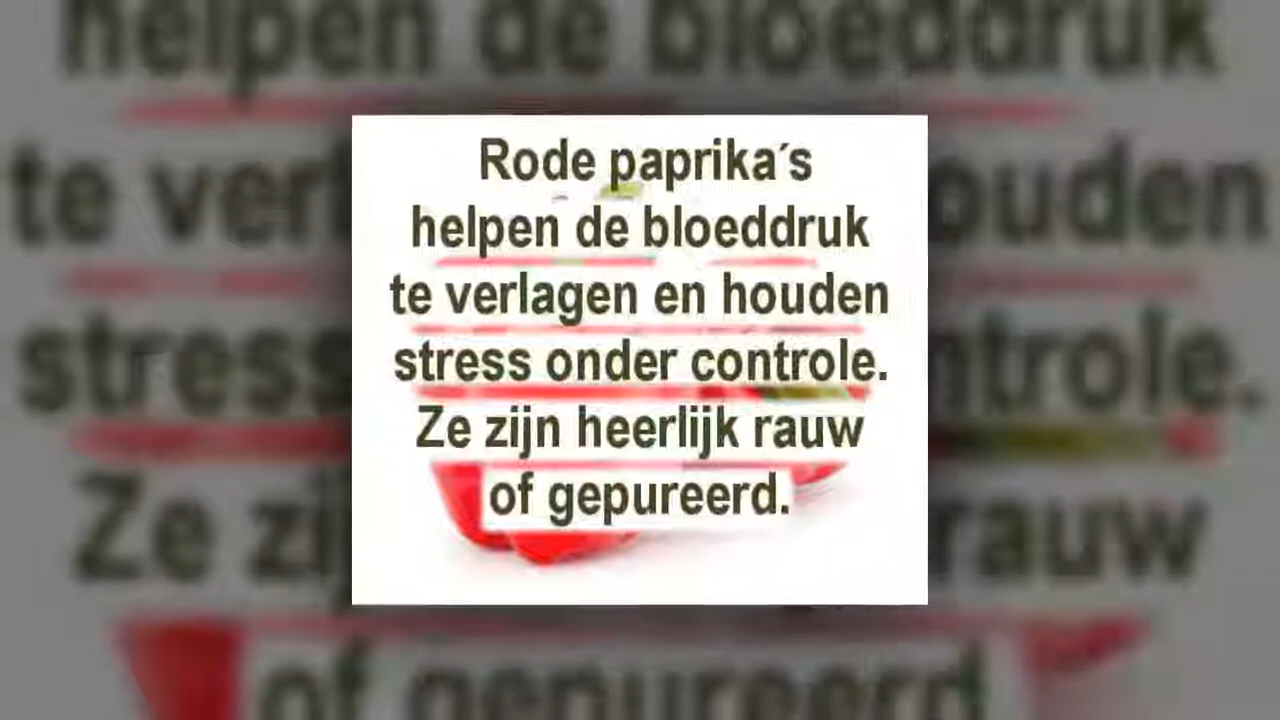 Rode paprika´s
helpen de bloeddruk
te verlagen en houden
stress onder controle.
Ze zijn heerlijk rauw
of gepureerd.